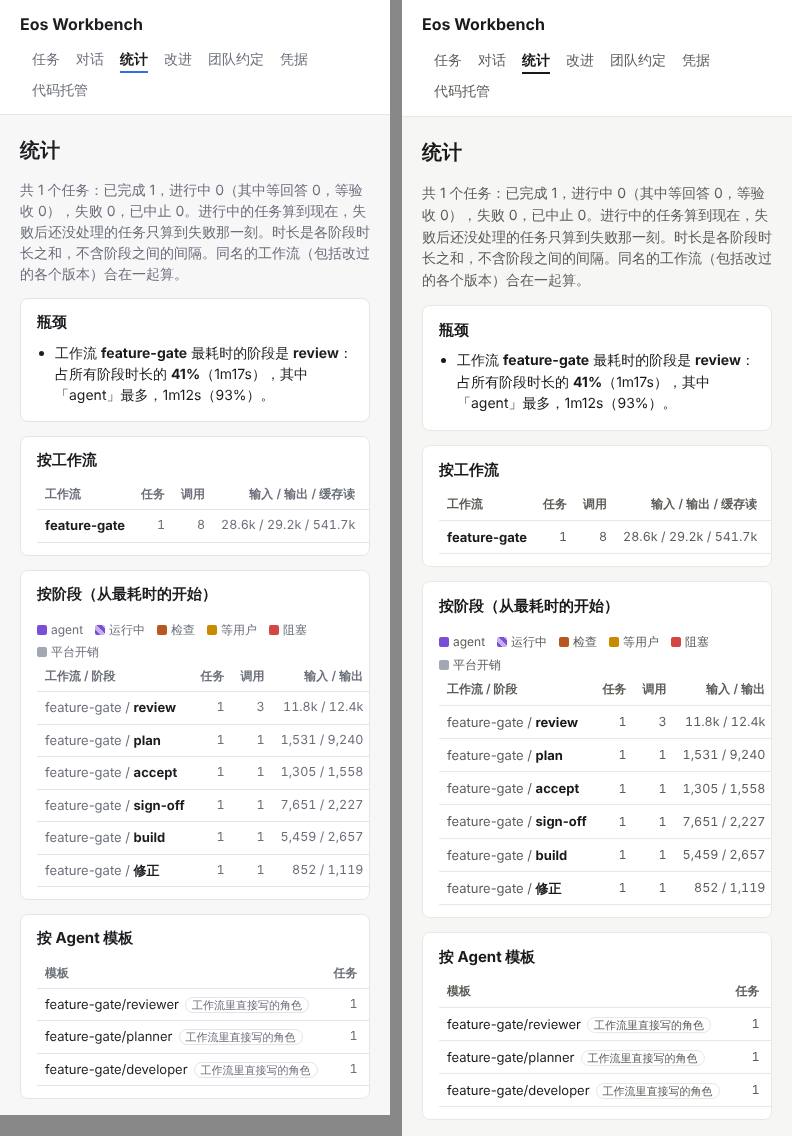 Eos Workbench
任务 对话 统计 改进 团队约定 凭据
代码托管
统计
共 1 个任务：已完成 1，进行中 0（其中等回答 0，等验
收 0），失败 0，已中止 0。进行中的任务算到现在，失
败后还没处理的任务只算到失败那一刻。时长是各阶段时
长之和，不含阶段之间的间隔。同名的工作流（包括改过
的各个版本）合在一起算。
瓶颈
• 工作流 feature-gate 最耗时的阶段是 review：
占所有阶段时长的 41%（1m17s），其中
「agent」最多，1m12s（93%）。
按工作流
工作流 任务 调用 输入 / 输出 / 缓存读
feature-gate 1 8 28.6k / 29.2k / 541.7k
按阶段（从最耗时的开始）
agent 运行中 检查 等用户 阻塞
平台开销
工作流 / 阶段 任务 调用 输入 / 输出
feature-gate / review 1 3 11.8k / 12.4k
feature-gate / plan 1 1 1,531 / 9,240
feature-gate / accept 1 1 1,305 / 1,558
feature-gate / sign-off 1 1 7,651 / 2,227
feature-gate / build 1 1 5,459 / 2,657
feature-gate / 修正 1 1 852 / 1,119
按 Agent 模板
模板 任务
feature-gate/reviewer 工作流里直接写的角色 1
feature-gate/planner 工作流里直接写的角色 1
feature-gate/developer 工作流里直接写的角色 1
Eos Workbench
任务 对话 统计 改进 团队约定 凭据
代码托管
统计
共 1 个任务：已完成 1，进行中 0（其中等回答 0，等验
收 0），失败 0，已中止 0。进行中的任务算到现在，失
败后还没处理的任务只算到失败那一刻。时长是各阶段时
长之和，不含阶段之间的间隔。同名的工作流（包括改过
的各个版本）合在一起算。
瓶颈
• 工作流 feature-gate 最耗时的阶段是 review：
占所有阶段时长的 41%（1m17s），其中
「agent」最多，1m12s（93%）。
按工作流
工作流 任务 调用 输入 / 输出 / 缓存读
feature-gate 1 8 28.6k / 29.2k / 541.7k
按阶段（从最耗时的开始）
agent 运行中 检查 等用户 阻塞
平台开销
工作流 / 阶段 任务 调用 输入 / 输出
feature-gate / review 1 3 11.8k / 12.4k
feature-gate / plan 1 1 1,531 / 9,240
feature-gate / accept 1 1 1,305 / 1,558
feature-gate / sign-off 1 1 7,651 / 2,227
feature-gate / build 1 1 5,459 / 2,657
feature-gate / 修正 1 1 852 / 1,119
按 Agent 模板
模板 任务
feature-gate/reviewer 工作流里直接写的角色 1
feature-gate/planner 工作流里直接写的角色 1
feature-gate/developer 工作流里直接写的角色 1